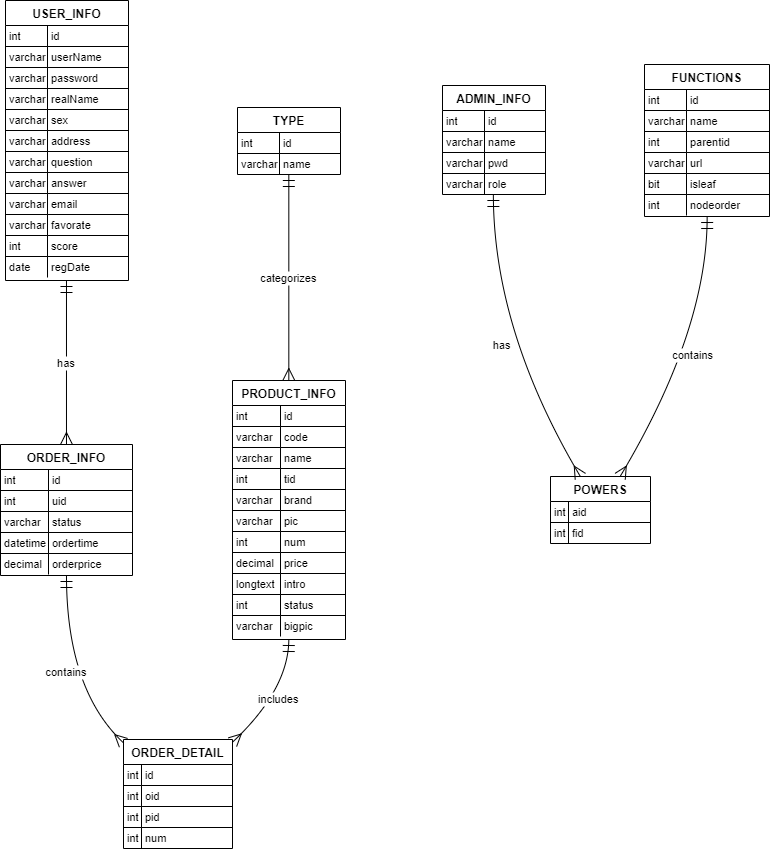 USER_INFO
int id
varchar userName
varchar password
varchar realName
varchar sex
varchar address
varchar question
varchar answer
varchar email
varchar favorate
int score
date regDate
TYPE
int id
varchar name
ADMIN_INFO
int id
varchar name
varchar pwd
varchar role
FUNCTIONS
int id
varchar name
int parentid
varchar url
bit isleaf
int nodeorder
has
categorizes
has
contains
ORDER_INFO
int id
int uid
varchar status
datetime ordertime
decimal orderprice
PRODUCT_INFO
int id
varchar code
varchar name
int tid
varchar brand
varchar pic
int num
decimal price
longtext intro
int status
varchar bigpic
POWERS
int aid
int fid
contains
includes
ORDER_DETAIL
int id
int oid
int pid
int num